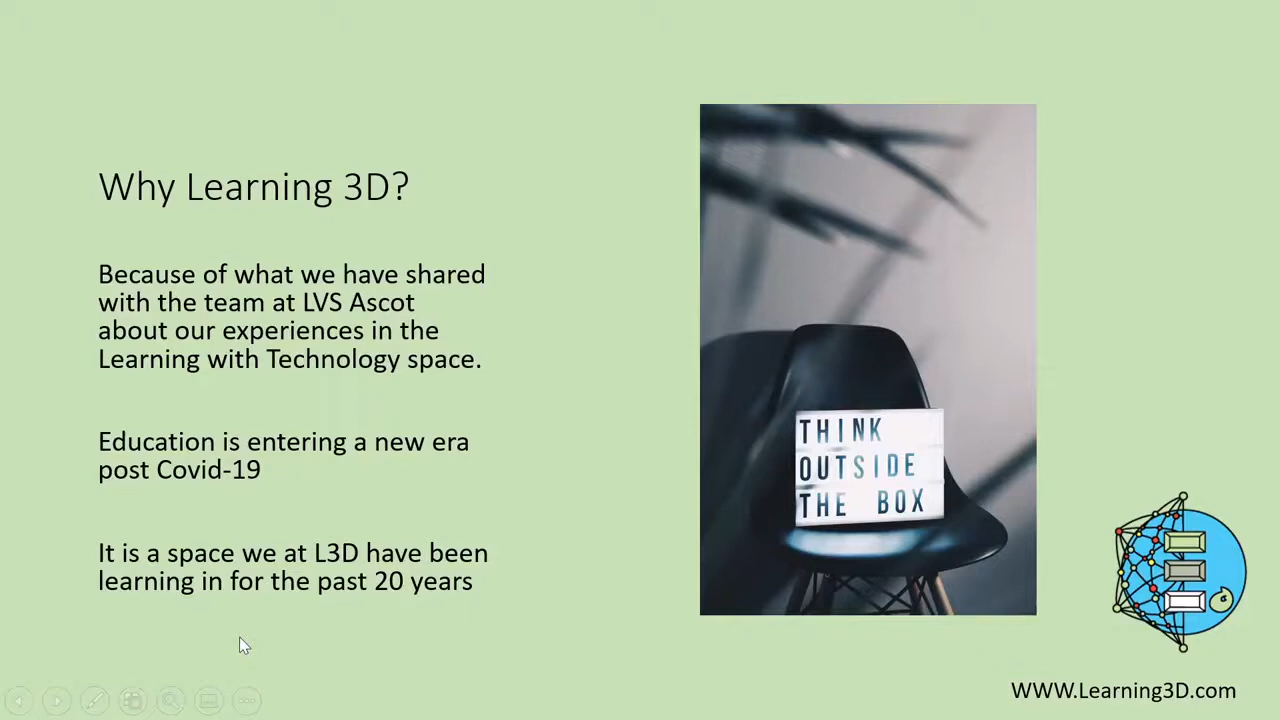 Why Learning 3D?
Because of what we have shared
with the team at LVS Ascot
about our experiences in the
Learning with Technology space.
Education is entering a new era
post Covid-19
It is a space we at L3D have been
learning in for the past 20 years
THINK
OUTSIDE
THE BOX
WWW.Learning3D.com